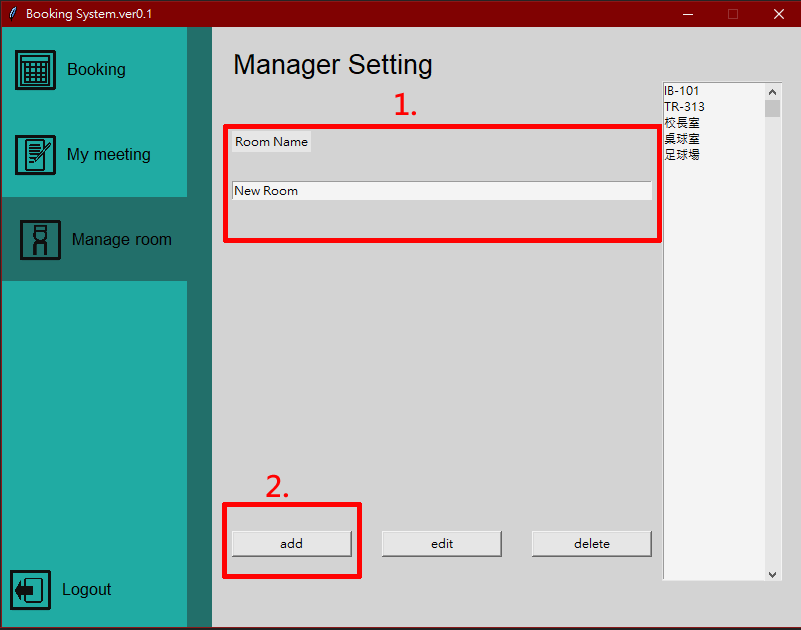 Booking System.ver0.1
Booking
My meeting
Manage room
Logout
Manager Setting
1.
Room Name
New Room
2.
add
edit
delete
IB-101
TR-313
校長室
桌球室
足球場